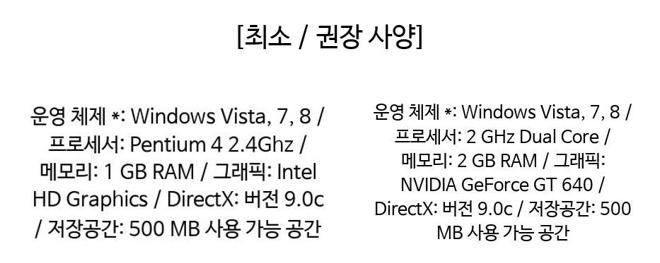 [최소 / 권장 사양]
운영 체제 *: Windows Vista, 7, 8 /
프로세서: Pentium 4 2.4Ghz /
메모리: 1 GB RAM / 그래픽: Intel
HD Graphics / DirectX: 버전 9.0c
/ 저장공간: 500 MB 사용 가능 공간
운영 체제 *: Windows Vista, 7, 8 /
프로세서: 2 GHz Dual Core /
메모리: 2 GB RAM / 그래픽:
NVIDIA GeForce GT 640 /
DirectX: 버전 9.0c / 저장공간: 500
MB 사용 가능 공간